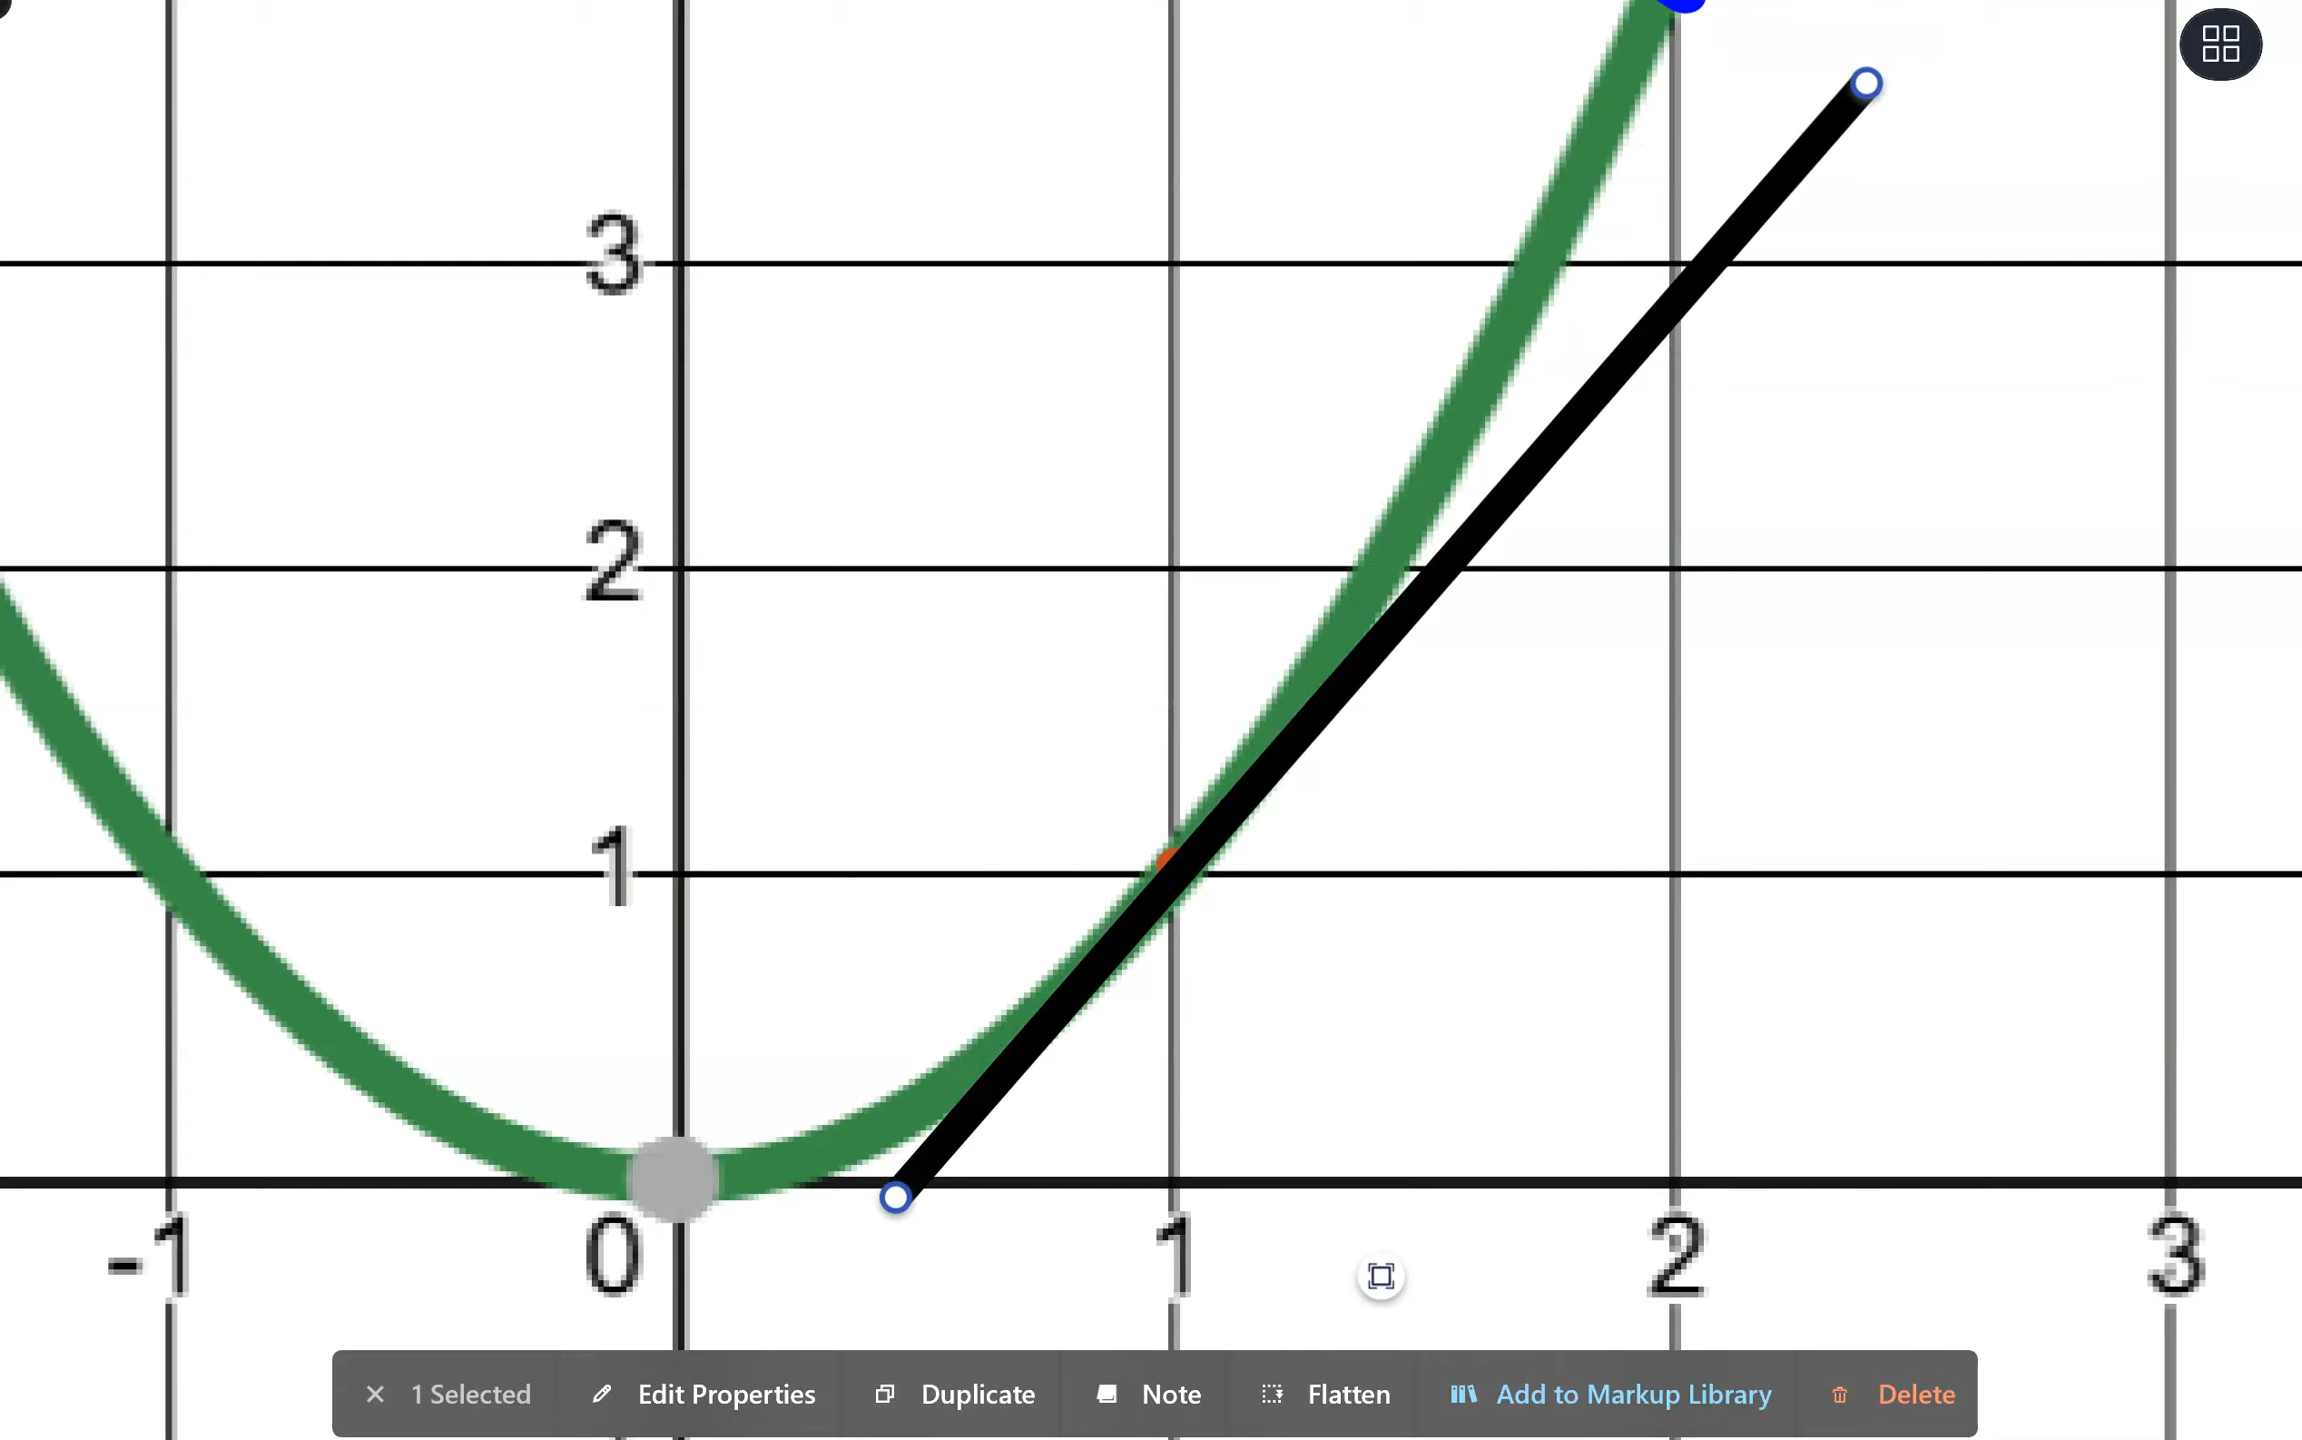 3
2
1
-1 0 1 2 3
1 Selected Edit Properties Duplicate Note Flatten Add to Markup Library Delete